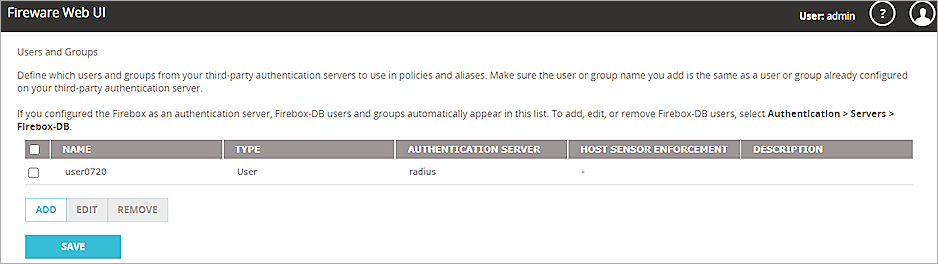 Fireware Web UI
User: admin
?
Users and Groups
Define which users and groups from your third-party authentication servers to use in policies and aliases. Make sure the user or group name you add is the same as a user or group already configured
on your third-party authentication server.
If you configured the Firebox as an authentication server, Firebox-DB users and groups automatically appear in this list. To add, edit, or remove Firebox-DB users, select Authentication > Servers >
Firebox-DB.
NAME TYPE AUTHENTICATION SERVER HOST SENSOR ENFORCEMENT DESCRIPTION
user0720 User radius -
ADD EDIT REMOVE
SAVE